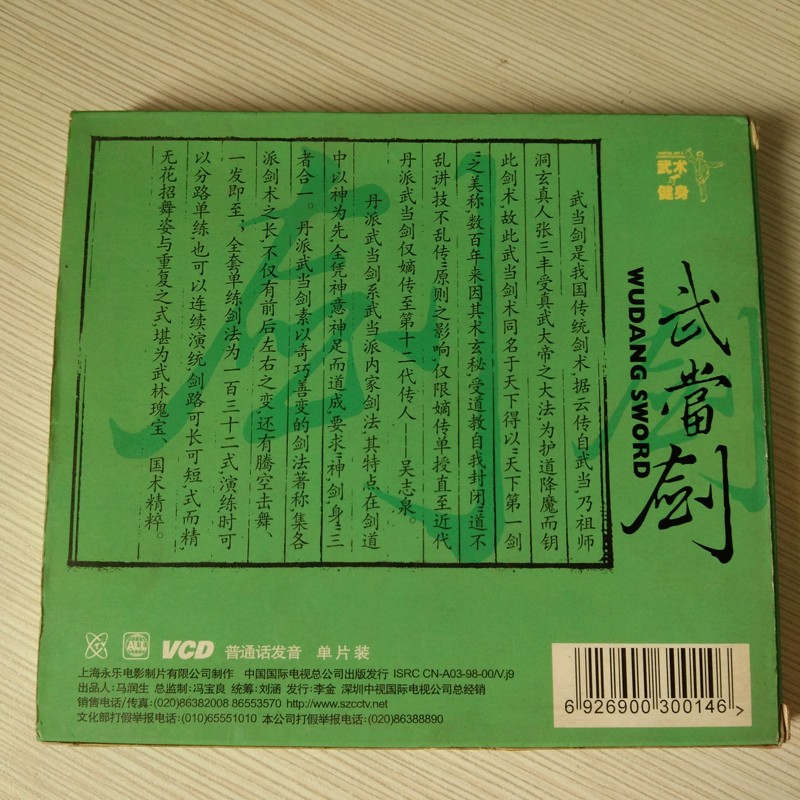 武术
健身
武當劍
WUDANG SWORD
武当剑是我国传统剑术,据云传自武当,乃祖师
洞玄真人张三丰受真武大帝之大法,为护道降魔而钥
此剑术,故此武当剑术同名于天下,得以"天下第一剑
"之美称,数百年来因其术玄秘,受道教自我封闭,"道不
乱讲,技不乱传"原则之影响,仅限嫡传单授,直至近代
丹派武当剑仅嫡传至第十二代传人——吴志泉。
丹派武当剑系武当派内家剑法,其特点在剑道
中以神为先,全凭神意,神足而道成,要求"神,剑,身"三
者合一。丹派武当剑素以奇巧善变的剑法著称,集各
派剑术之长,不仅有前后左右之变,还有腾空击舞、
一发即至;全套单练剑法为一百三十二式,演练时可
以分路单练,也可以连续演统,剑路可长可短,式而精
无花招舞姿与重复之式,堪为武林瑰宝、国术精粹。
VCD 普通话发音 单片装
上海永乐电影制片有限公司制作 中国国际电视总公司出版发行 ISRC CN-A03-98-00/V.j9
出品人:马润生 总监制:冯宝良 统筹:刘涵 发行:李金 深圳中视国际电视公司总经销
销售电话/传真:(020)86382008 86553570 http://www.szcctv.net
文化部打假举报电话:(010)65551010 本公司打假举报电话:(020)86388890
6 926900 300146 >